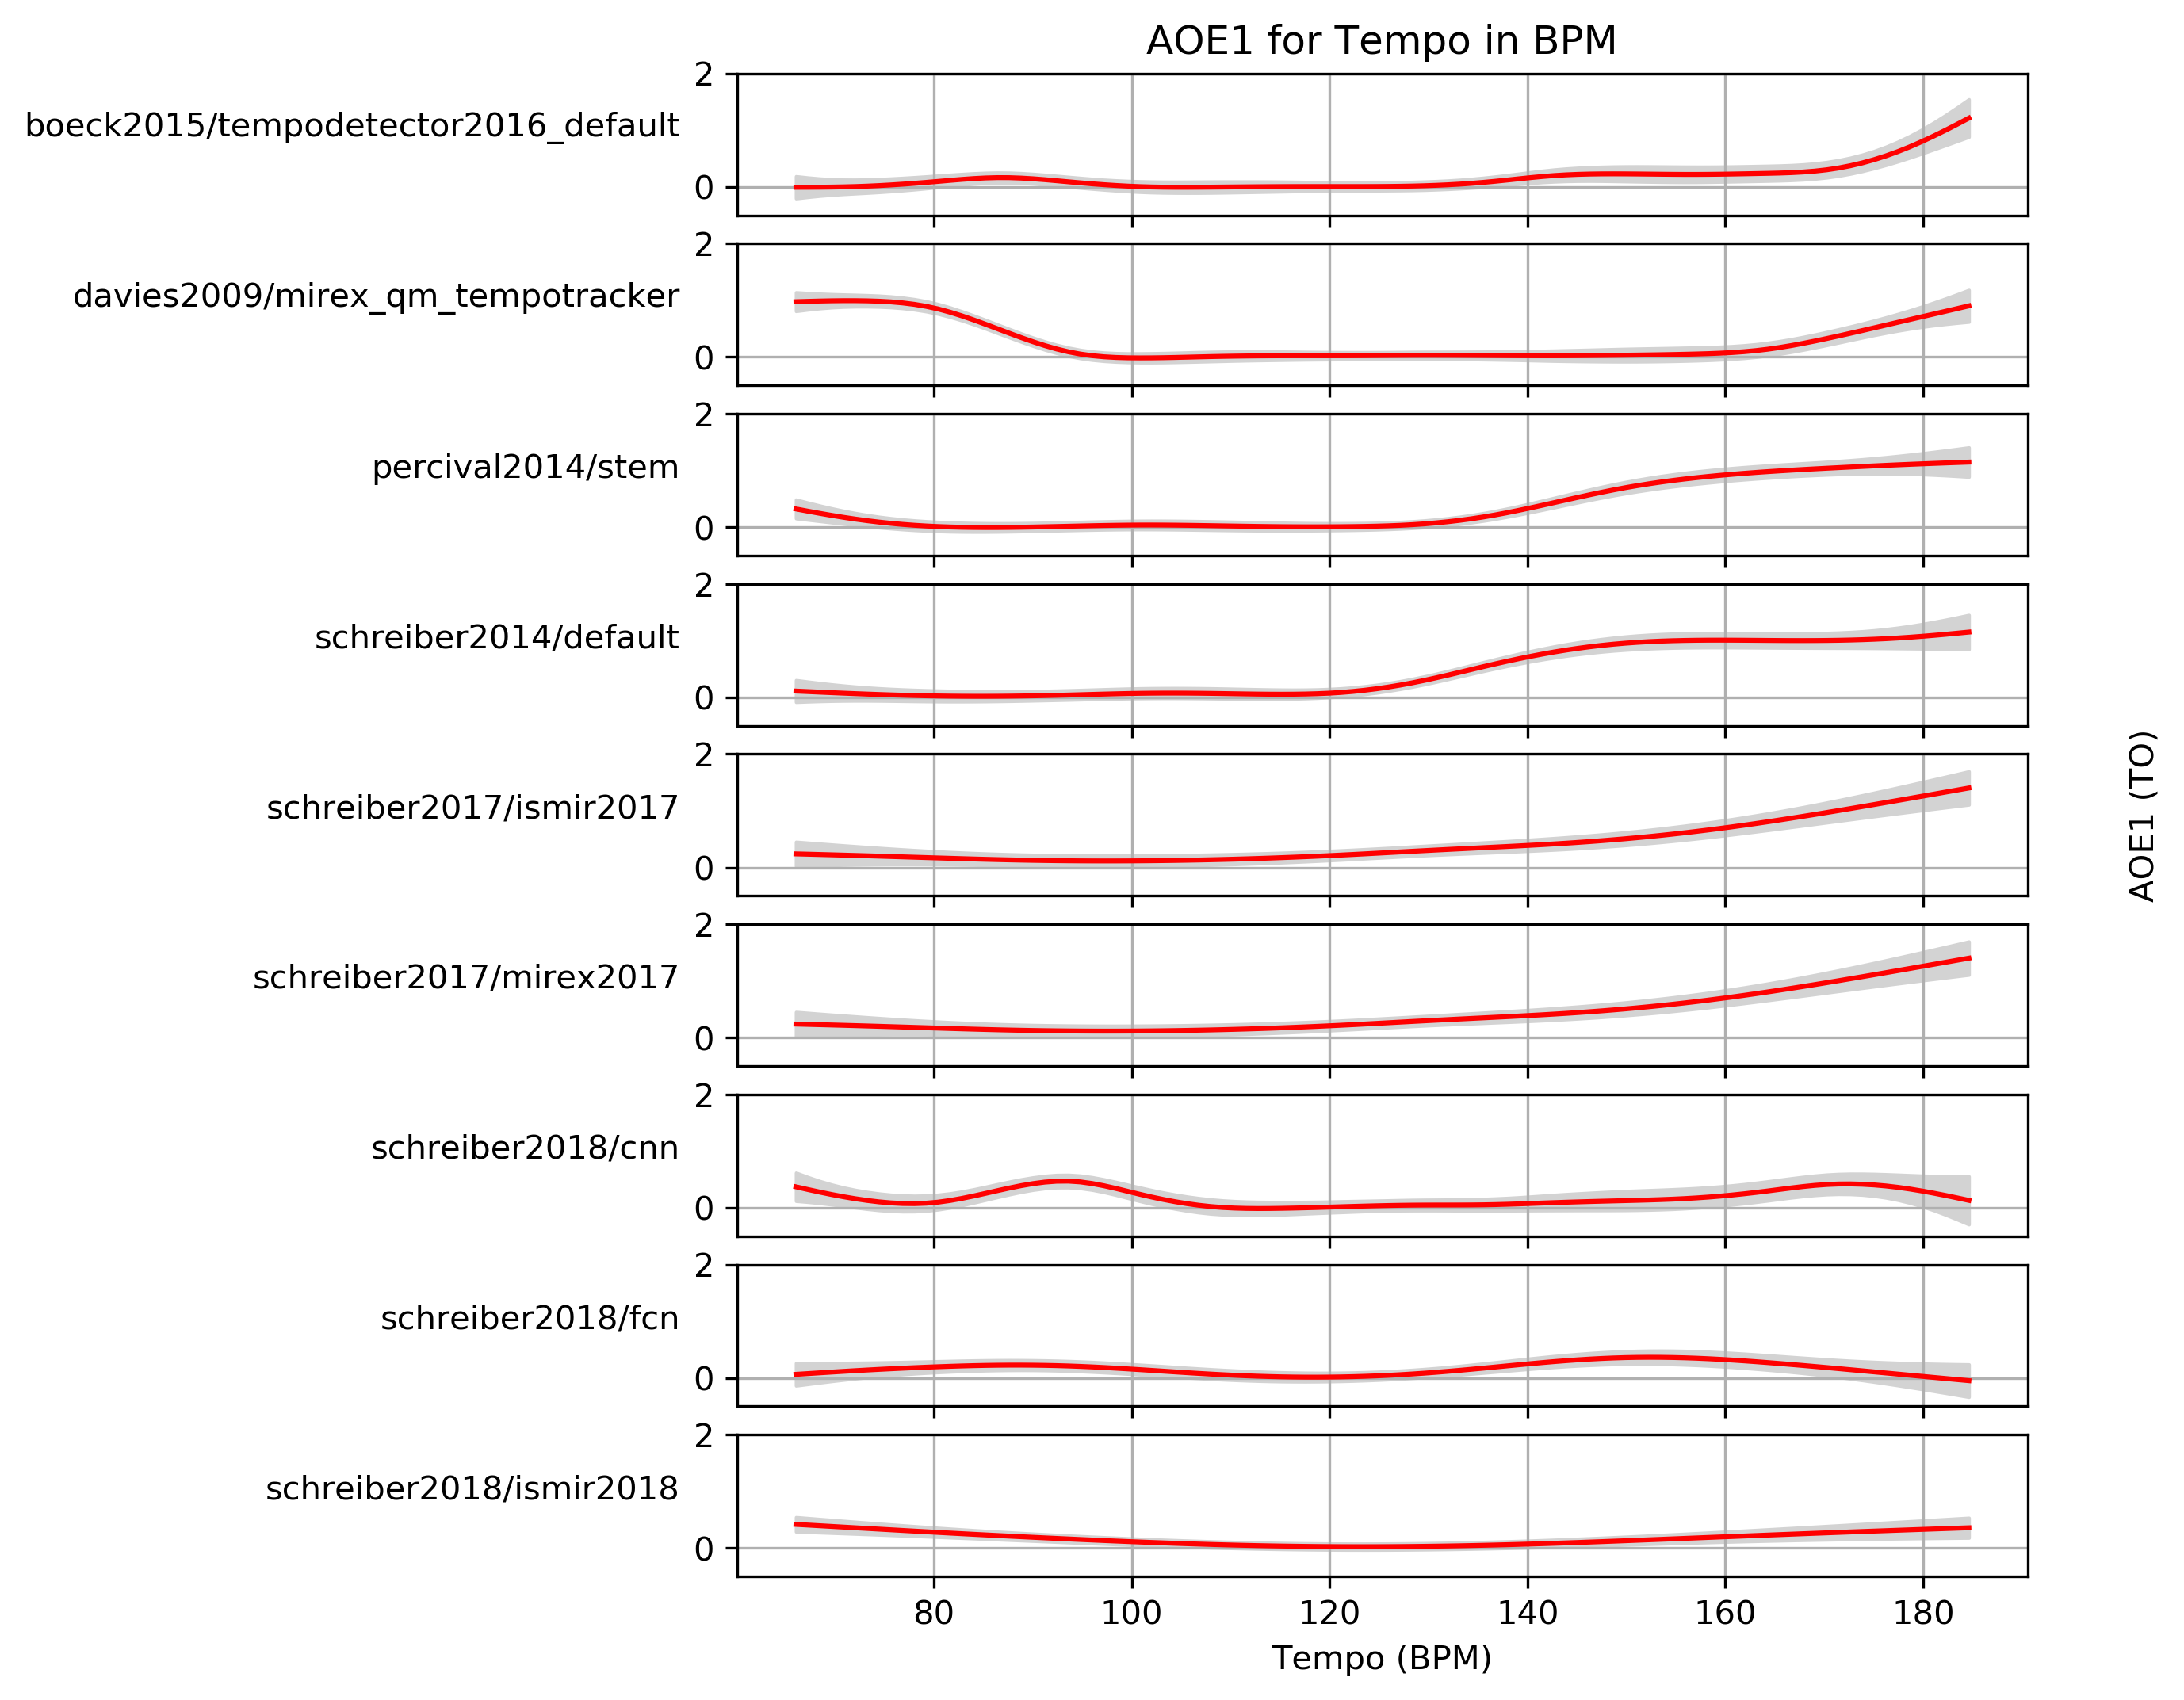 AOE1 for Tempo in BPM
2
boeck2015/tempodetector2016_default
0
2
davies2009/mirex_qm_tempotracker
0
2
percival2014/stem
0
2
schreiber2014/default
0
2
schreiber2017/ismir2017
0
2
schreiber2017/mirex2017
0
2
schreiber2018/cnn
0
2
schreiber2018/fcn
0
2
schreiber2018/ismir2018
0
80 100 120 140 160 180
Tempo (BPM)
AOE1 (TO)